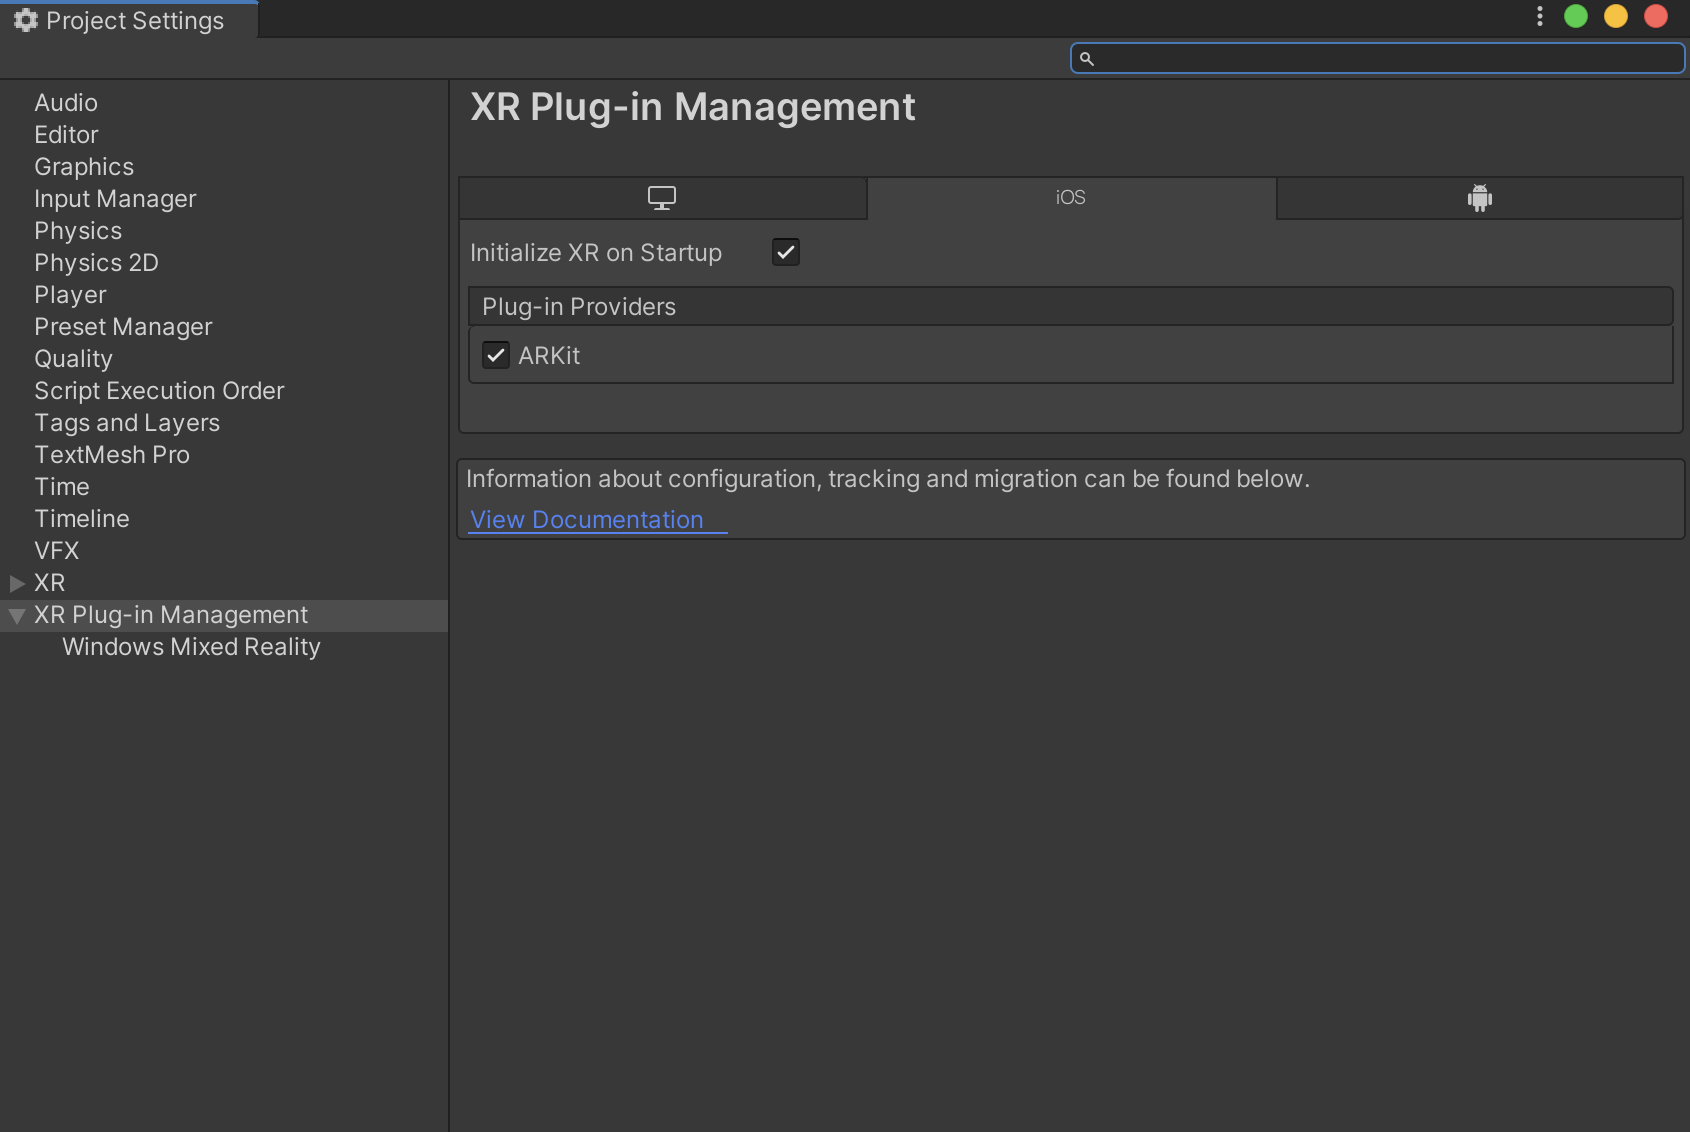 Project Settings
Audio
Editor
Graphics
Input Manager
Physics
Physics 2D
Player
Preset Manager
Quality
Script Execution Order
Tags and Layers
TextMesh Pro
Time
Timeline
VFX
XR
XR Plug-in Management
Windows Mixed Reality
XR Plug-in Management
iOS
Initialize XR on Startup
Plug-in Providers
ARKit
Information about configuration, tracking and migration can be found below.
View Documentation